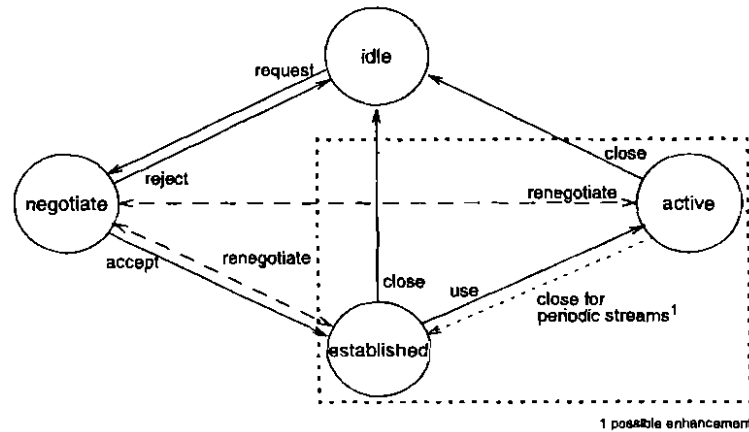 idle
request
close
negotiate
reject
renegotiate
active
accept
renegotiate
close
use
close for
periodic streams1
established
1 possible enhancement